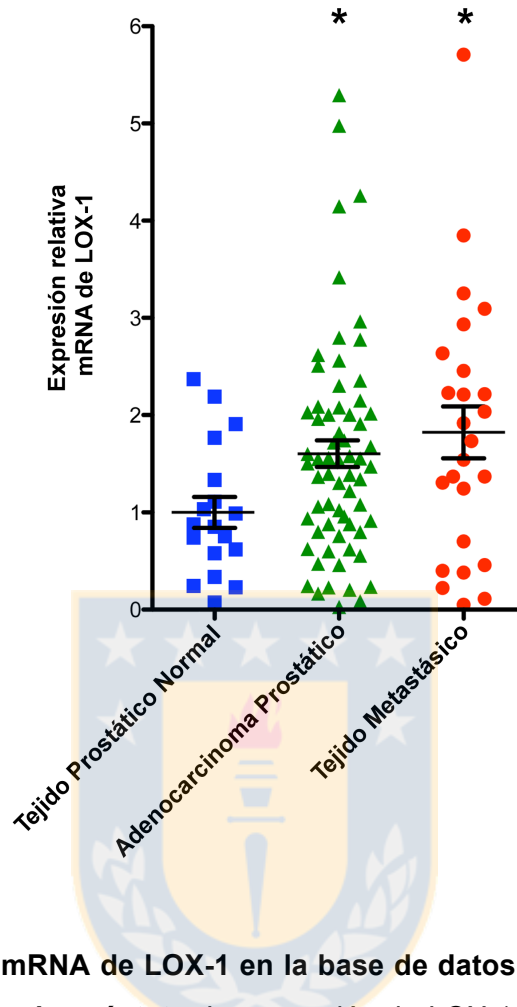 * *
6
5
4
3
2
1
0
Expresión relativa
mRNA de LOX-1
Tejido Prostático Normal
Adenocarcinoma Prostático
Tejido Metastásico
mRNA de LOX-1 en la base de datos